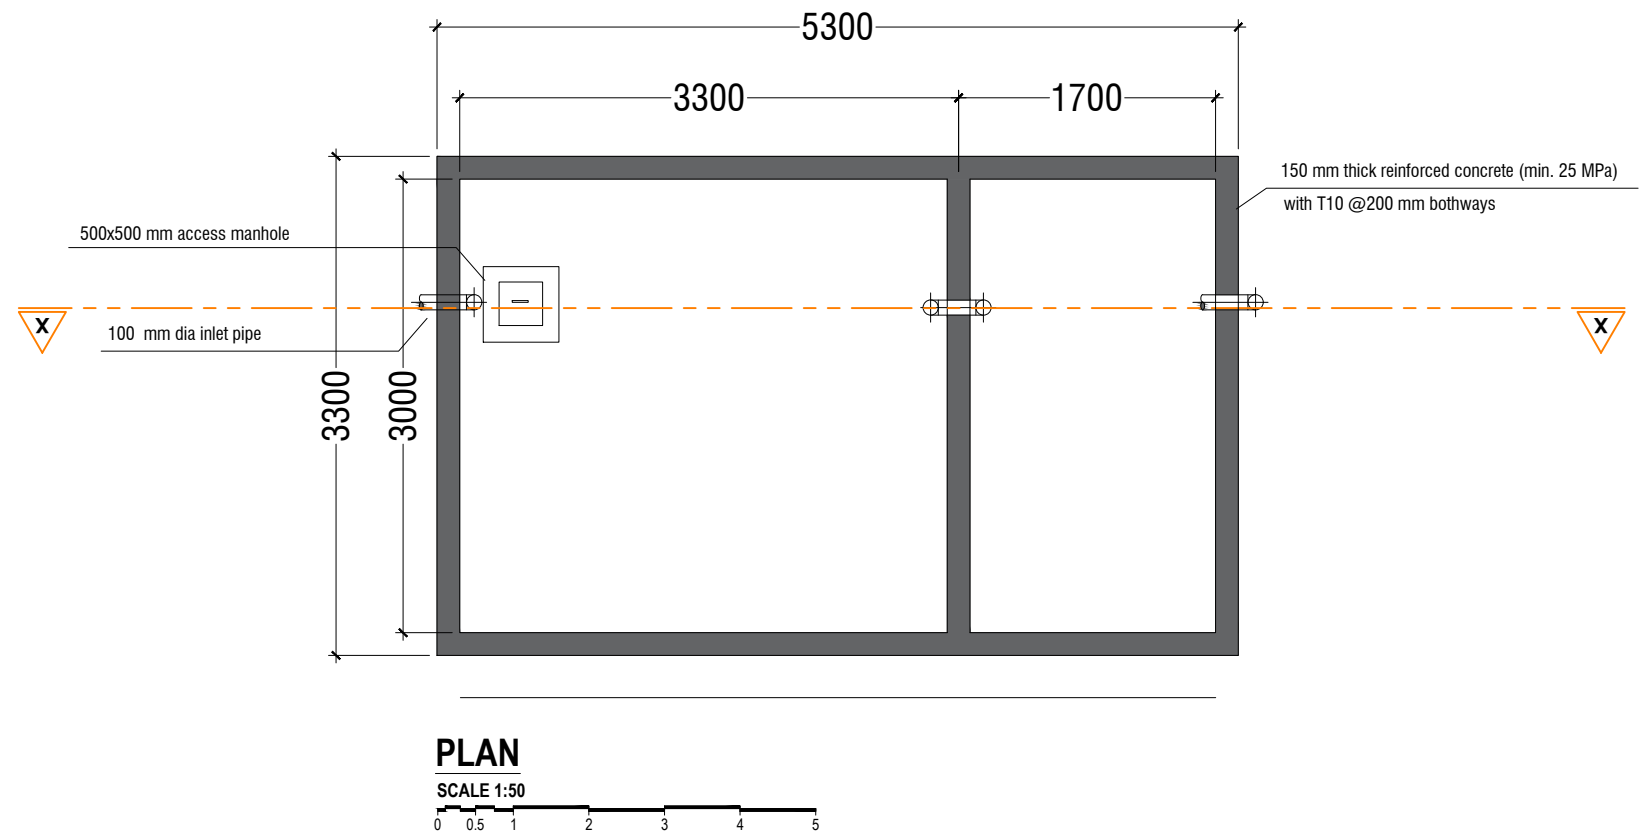 5300
3300
1700
150 mm thick reinforced concrete (min. 25 MPa)
with T10 @200 mm bothways
500x500 mm access manhole
X
X
100 mm dia inlet pipe
3300
3000
PLAN
SCALE 1:50
0 0.5 1 2 3 4 5